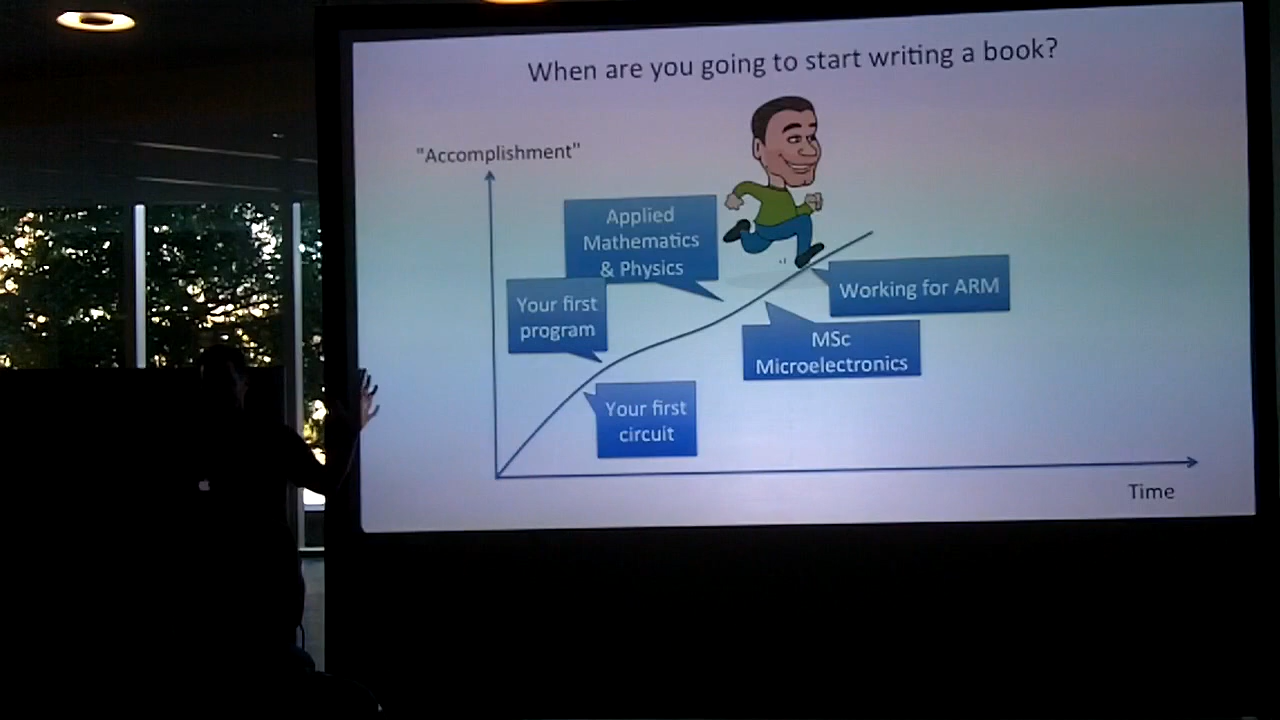 When are you going to start writing a book?
"Accomplishment"
Applied
Mathematics
& Physics
Your first
program
Working for ARM
MSc
Microelectronics
Your first
circuit
Time